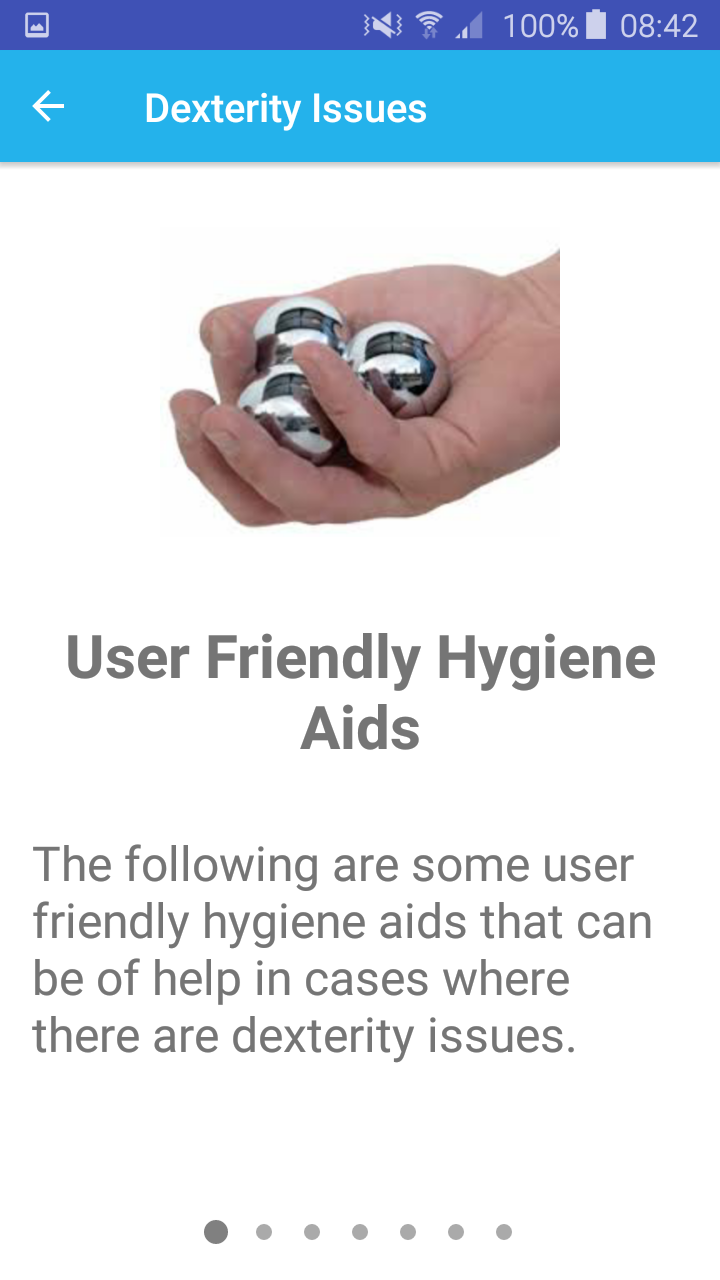 100% 08:42
Dexterity Issues
User Friendly Hygiene
Aids
The following are some user
friendly hygiene aids that can
be of help in cases where
there are dexterity issues.